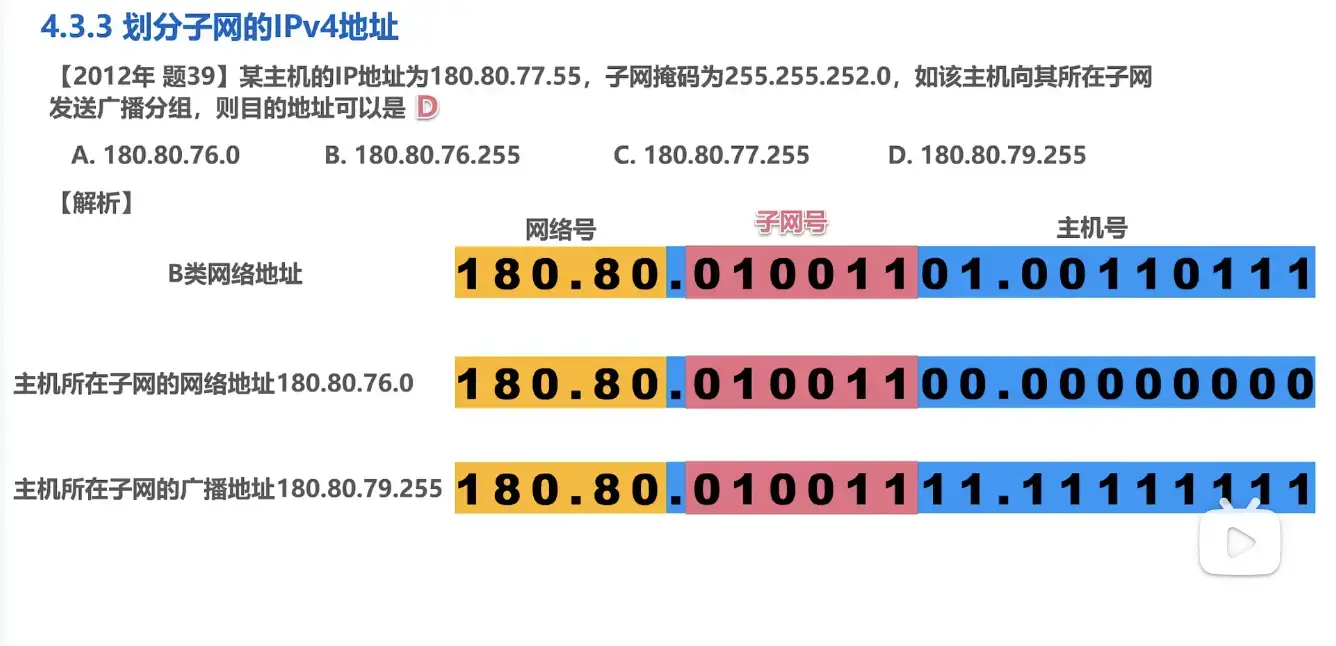 4.3.3 划分子网的IPv4地址
【2012年 题39】某主机的IP地址为180.80.77.55，子网掩码为255.255.252.0，如该主机向其所在子网
发送广播分组，则目的地址可以是 D
A. 180.80.76.0 B. 180.80.76.255 C. 180.80.77.255 D. 180.80.79.255
【解析】
网络号 子网号 主机号
B类网络地址 180.80.01001101.00110111
主机所在子网的网络地址180.80.76.0 180.80.01001100.00000000
主机所在子网的广播地址180.80.79.255 180.80.01001111.11111111